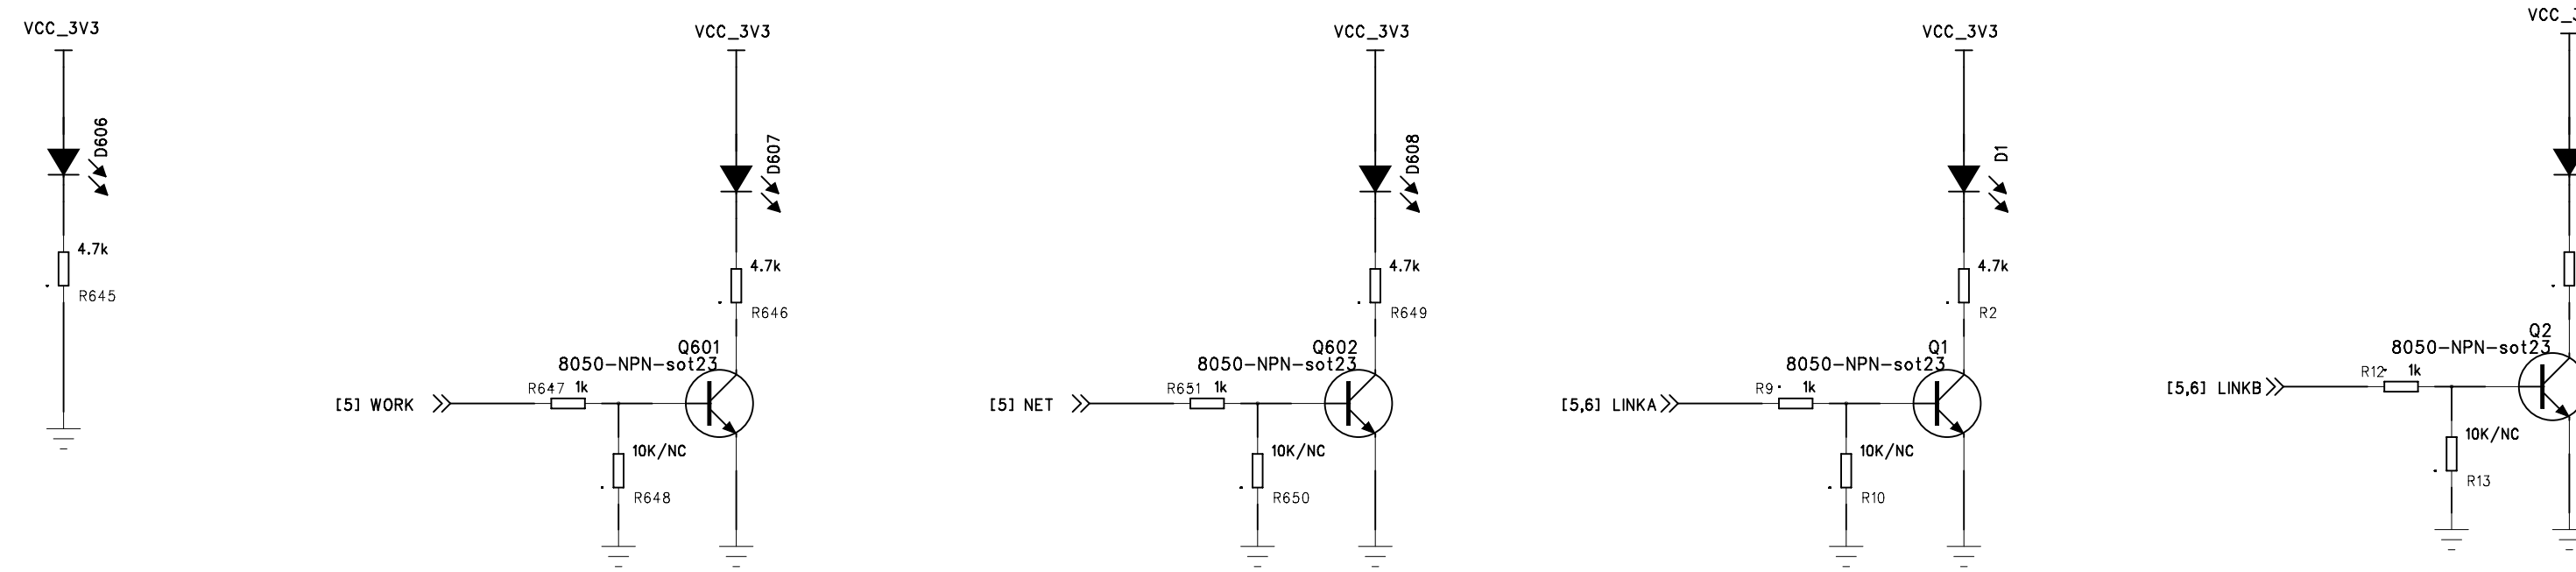 VCC_3V3
D606
4.7k
R645
VCC_3V3
D607
4.7k
R646
Q601
8050-NPN-sot23
[5] WORK
R647 1k
10K/NC
R648
VCC_3V3
D608
4.7k
R649
Q602
8050-NPN-sot23
[5] NET
R651 1k
10K/NC
R650
VCC_3V3
D1
4.7k
R2
Q1
8050-NPN-sot23
[5,6] LINKA
R9 1k
10K/NC
R10
VCC_3
Q2
8050-NPN-sot23
[5,6] LINKB
R12 1k
10K/NC
R13